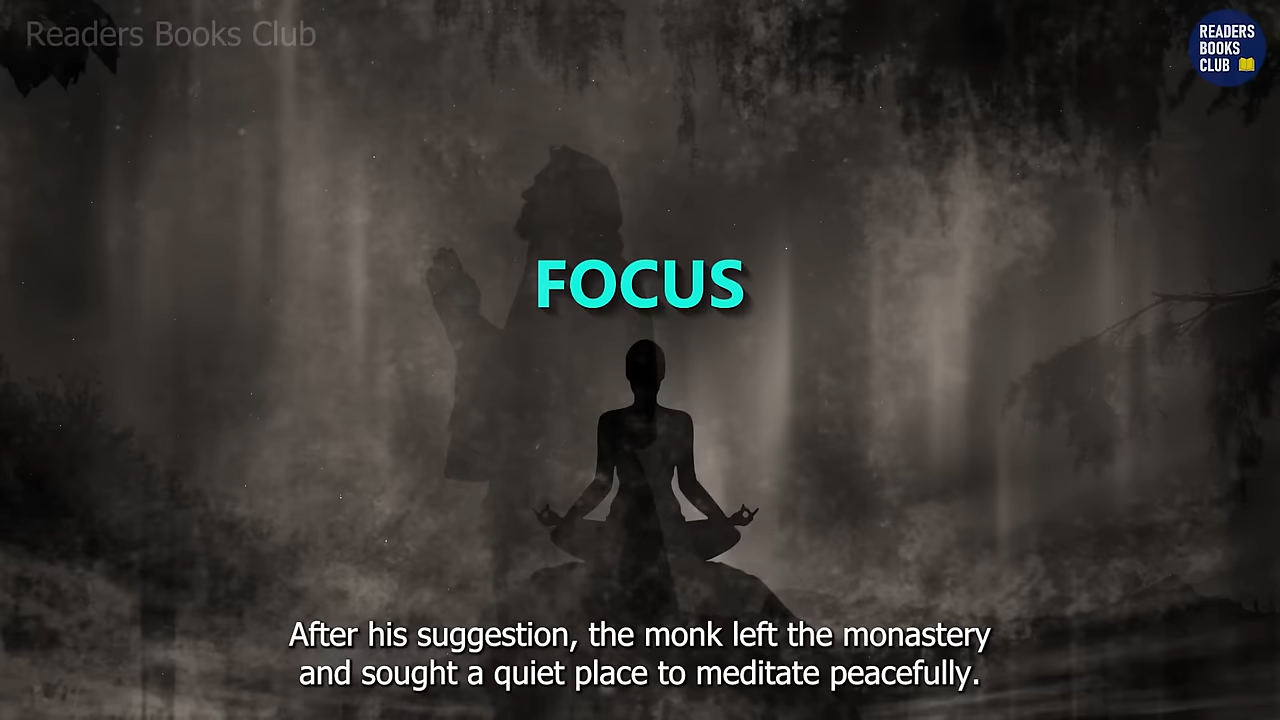 Readers Books Club
READERS
BOOKS
CLUB
FOCUS
After his suggestion, the monk left the monastery
and sought a quiet place to meditate peacefully.